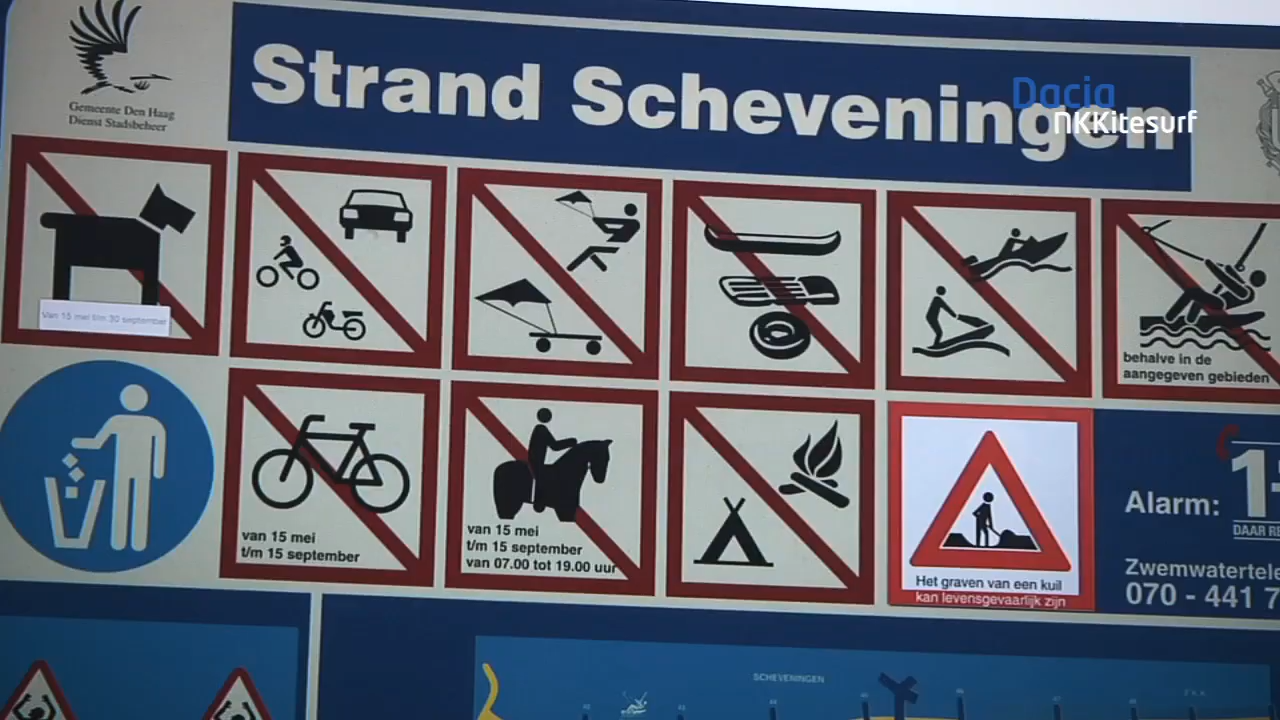 Gemeente Den Haag
Dienst Stadsbeheer
Strand Scheveningen
Dacia
NKKitesurf
Van 15 mei t/m 30 september
behalve in de
aangegeven gebieden
van 15 mei
t/m 15 september
van 15 mei
t/m 15 september
van 07.00 tot 19.00 uur
Het graven van een kuil
kan levensgevaarlijk zijn
Alarm:
DAAR
070 - 441
SCHEVENINGEN